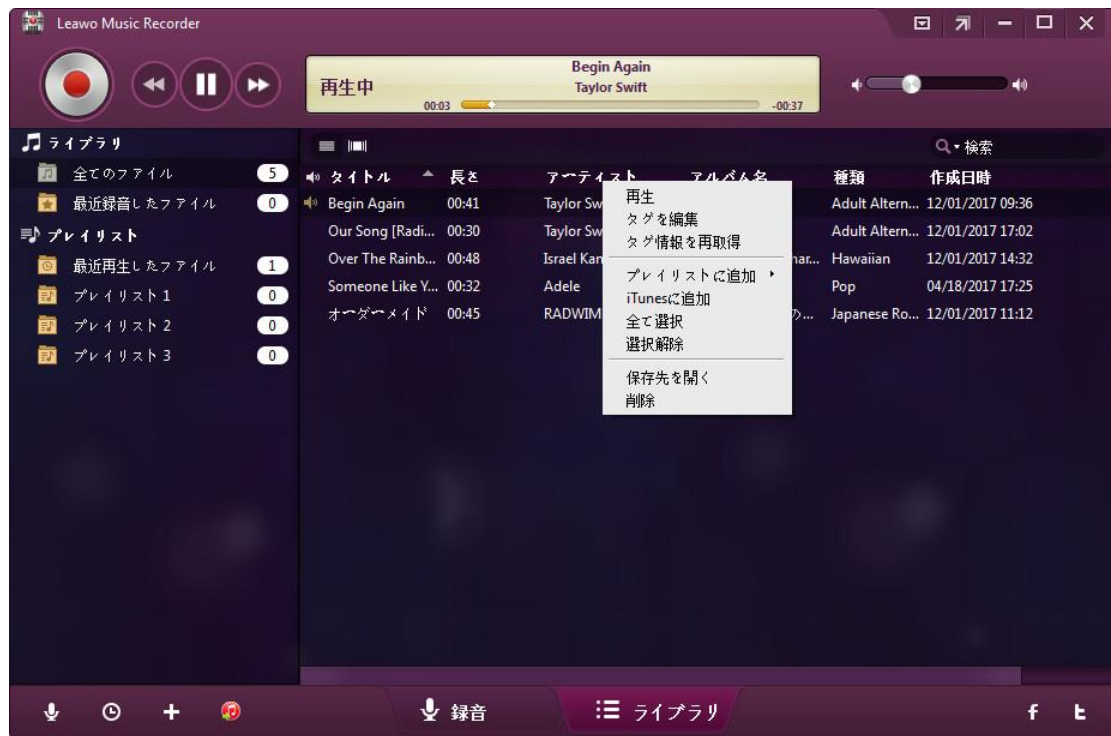 Leawo Music Recorder
再生中
Begin Again
Taylor Swift
00:03
-00:37
ライブラリ
検索
全てのファイル 5
最近録音したファイル 0
プレイリスト
最近再生したファイル 1
プレイリスト 1 0
プレイリスト 2 0
プレイリスト 3 0
タイトル 長さ アーティスト アルバム名 種類 作成日時
Begin Again 00:41 Taylor Sw Adult Altern... 12/01/2017 09:36
Our Song [Radi... 00:30 Taylor Sw Adult Altern... 12/01/2017 17:02
Over The Rainb... 00:48 Israel Kan nar... Hawaiian 12/01/2017 14:32
Someone Like Y... 00:32 Adele Pop 04/18/2017 17:25
オーダーメイド 00:45 RADWIM の... Japanese Ro... 12/01/2017 11:12
再生
タグを編集
タグ情報を再取得
プレイリストに追加
iTunesに追加
全て選択
選択解除
保存先を開く
削除
録音
ライブラリ